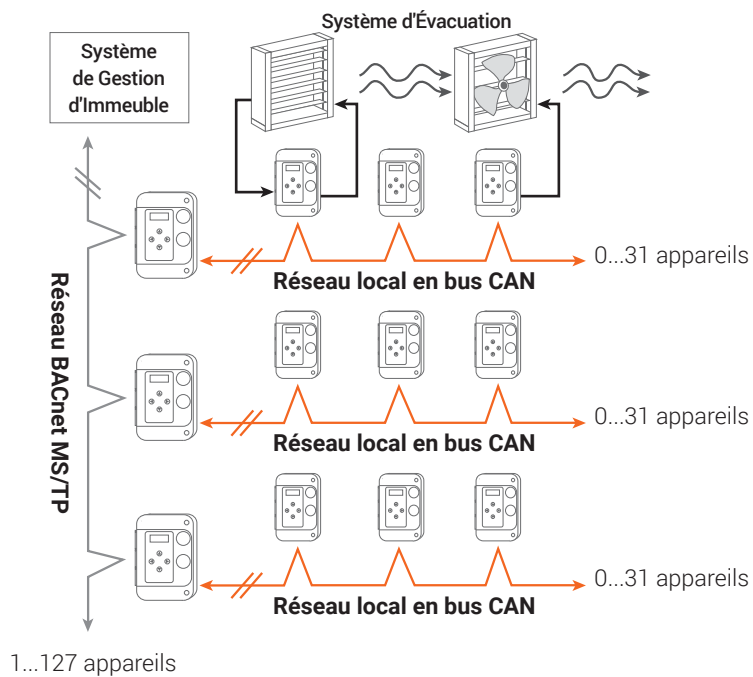 Système d'Évacuation
Système
de Gestion
d'Immeuble
0...31 appareils
Réseau local en bus CAN
Réseau BACnet MS/TP
0...31 appareils
Réseau local en bus CAN
0...31 appareils
Réseau local en bus CAN
1...127 appareils